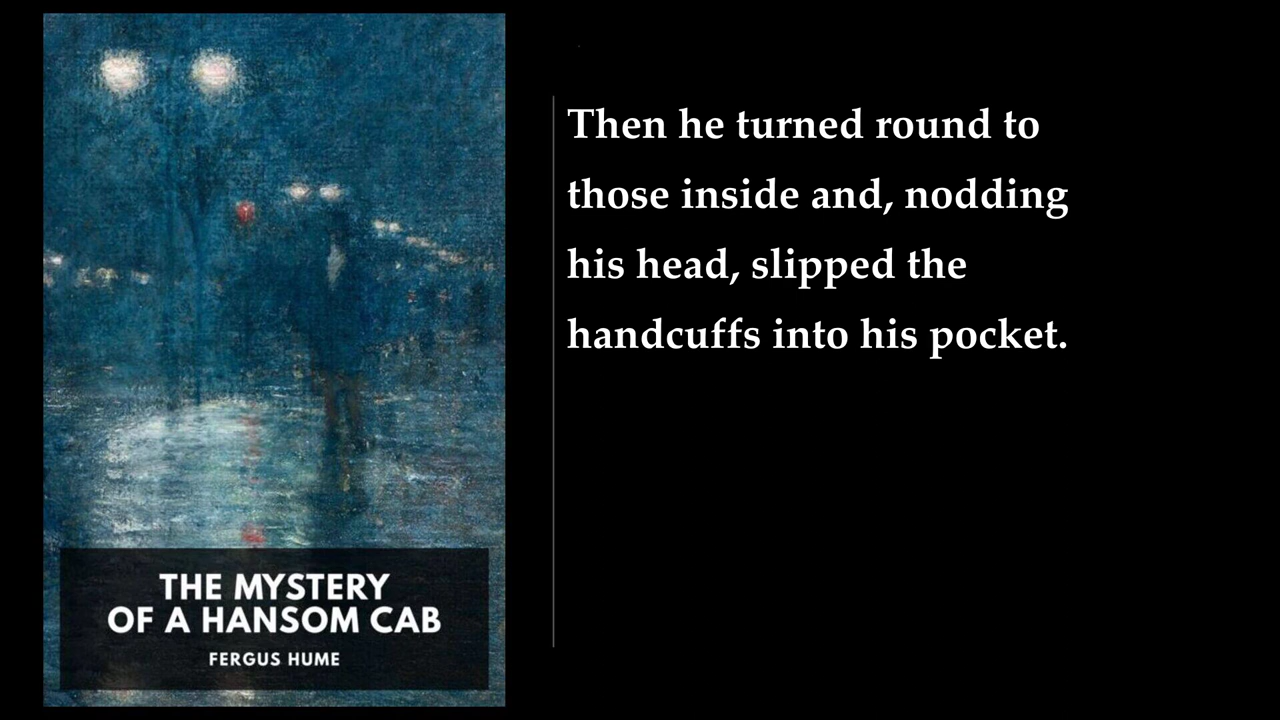 Then he turned round to
those inside and, nodding
his head, slipped the
handcuffs into his pocket.
THE MYSTERY
OF A HANSOM CAB
FERGUS HUME